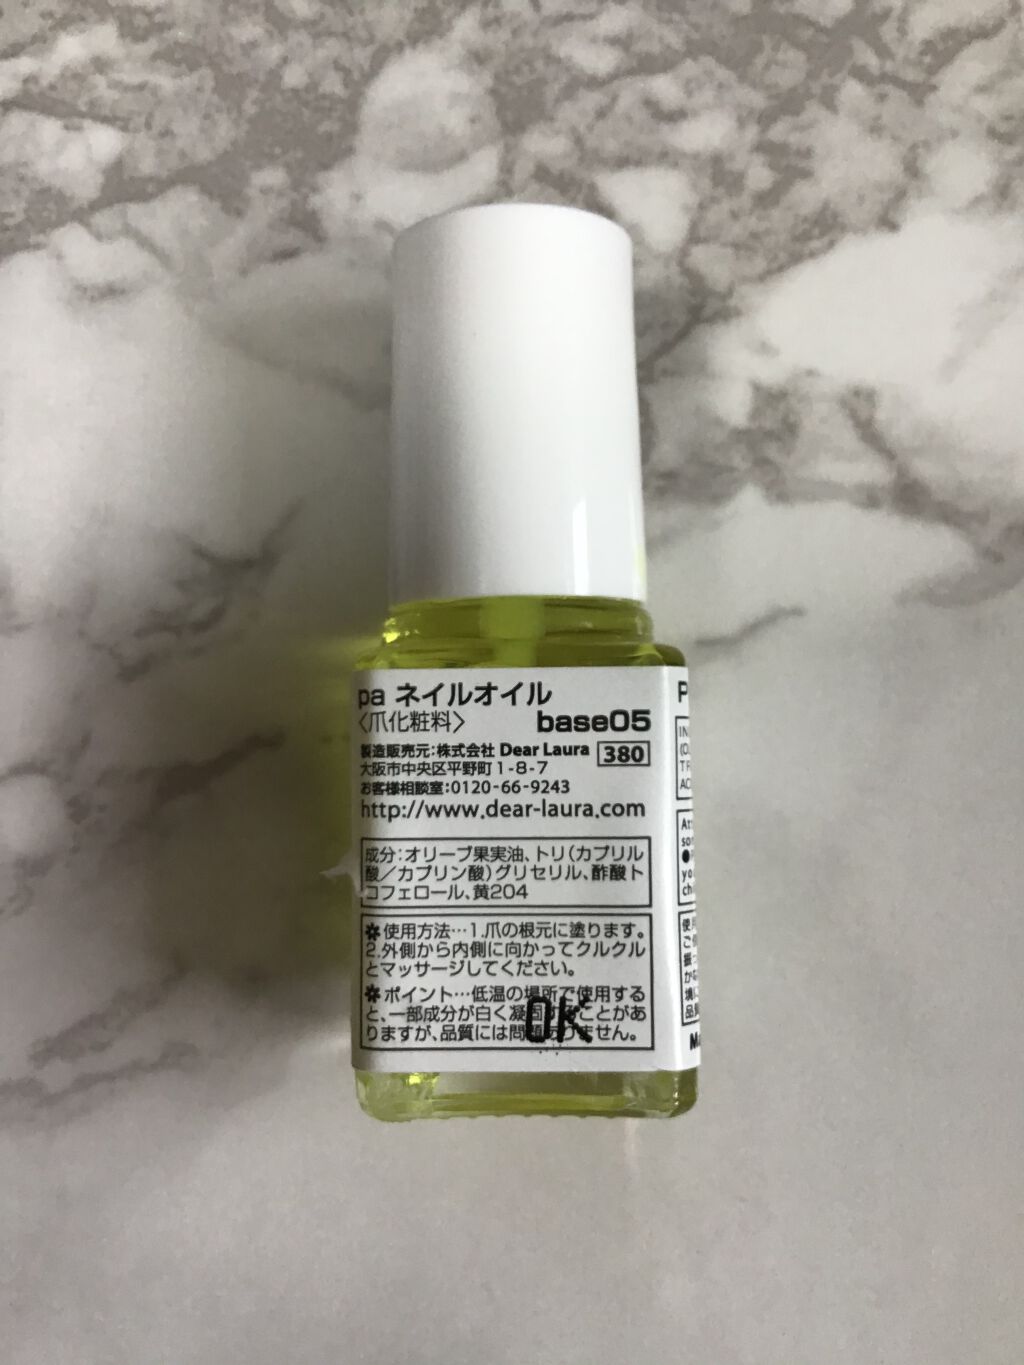 pa ネイルオイル
〈爪化粧料〉 base05
製造販売元:株式会社 Dear Laura 380
大阪市中央区平野町1-8-7
お客様相談室:0120-66-9243
http://www.dear-laura.com
成分:オリーブ果実油、トリ(カプリル
酸/カプリン酸)グリセリル、酢酸ト
コフェロール、黄204
✽使用方法…1.爪の根元に塗ります。
2.外側から内側に向かってクルクル
とマッサージしてください。
✽ポイント…低温の場所で使用する
と、一部成分が白く凝固することがあ
りますが、品質には問題ありません。
OK